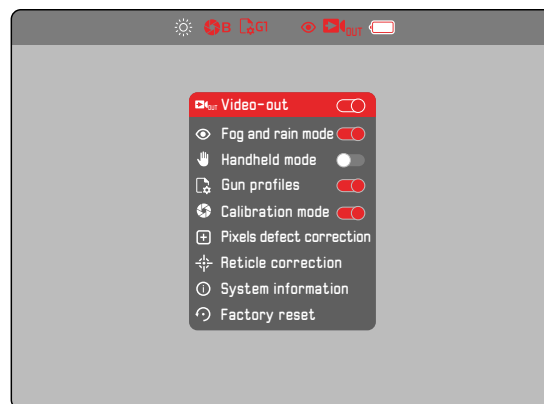 B G1 OUT
OUT Video-out
Fog and rain mode
Handheld mode
Gun profiles
Calibration mode
Pixels defect correction
Reticle correction
System information
Factory reset